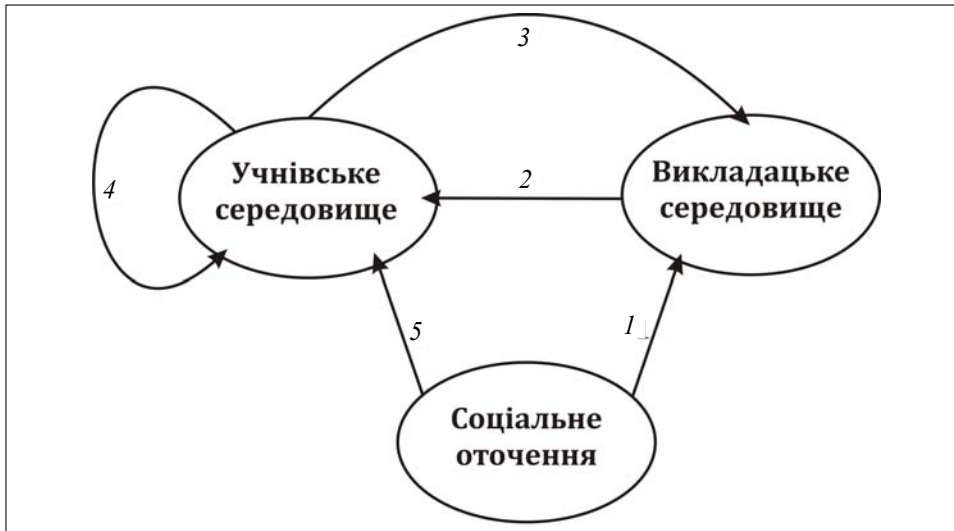 3
Учнівське
середовище
Викладацьке
середовище
4
2
5
1
Соціальне
оточення